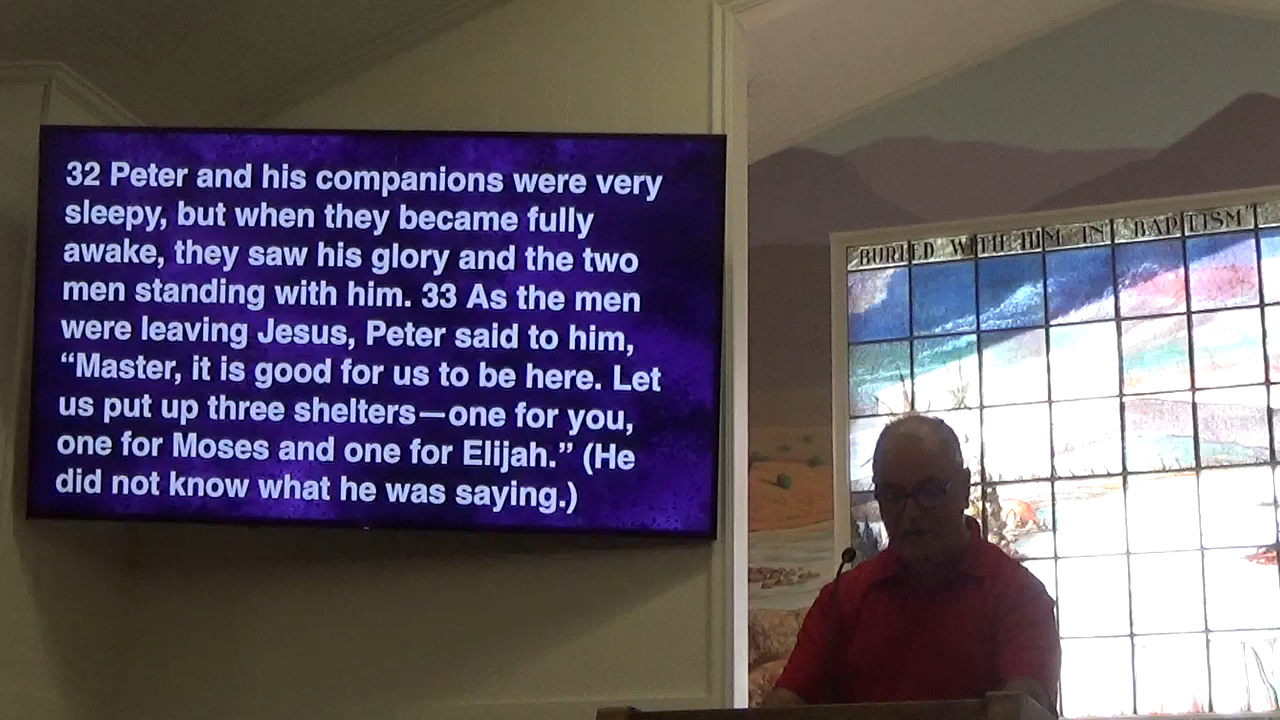 32 Peter and his companions were very
sleepy, but when they became fully
awake, they saw his glory and the two
men standing with him. 33 As the men
were leaving Jesus, Peter said to him,
“Master, it is good for us to be here. Let
us put up three shelters—one for you,
one for Moses and one for Elijah.” (He
did not know what he was saying.)
"BURIED WITH HIM IN BAPTISM"